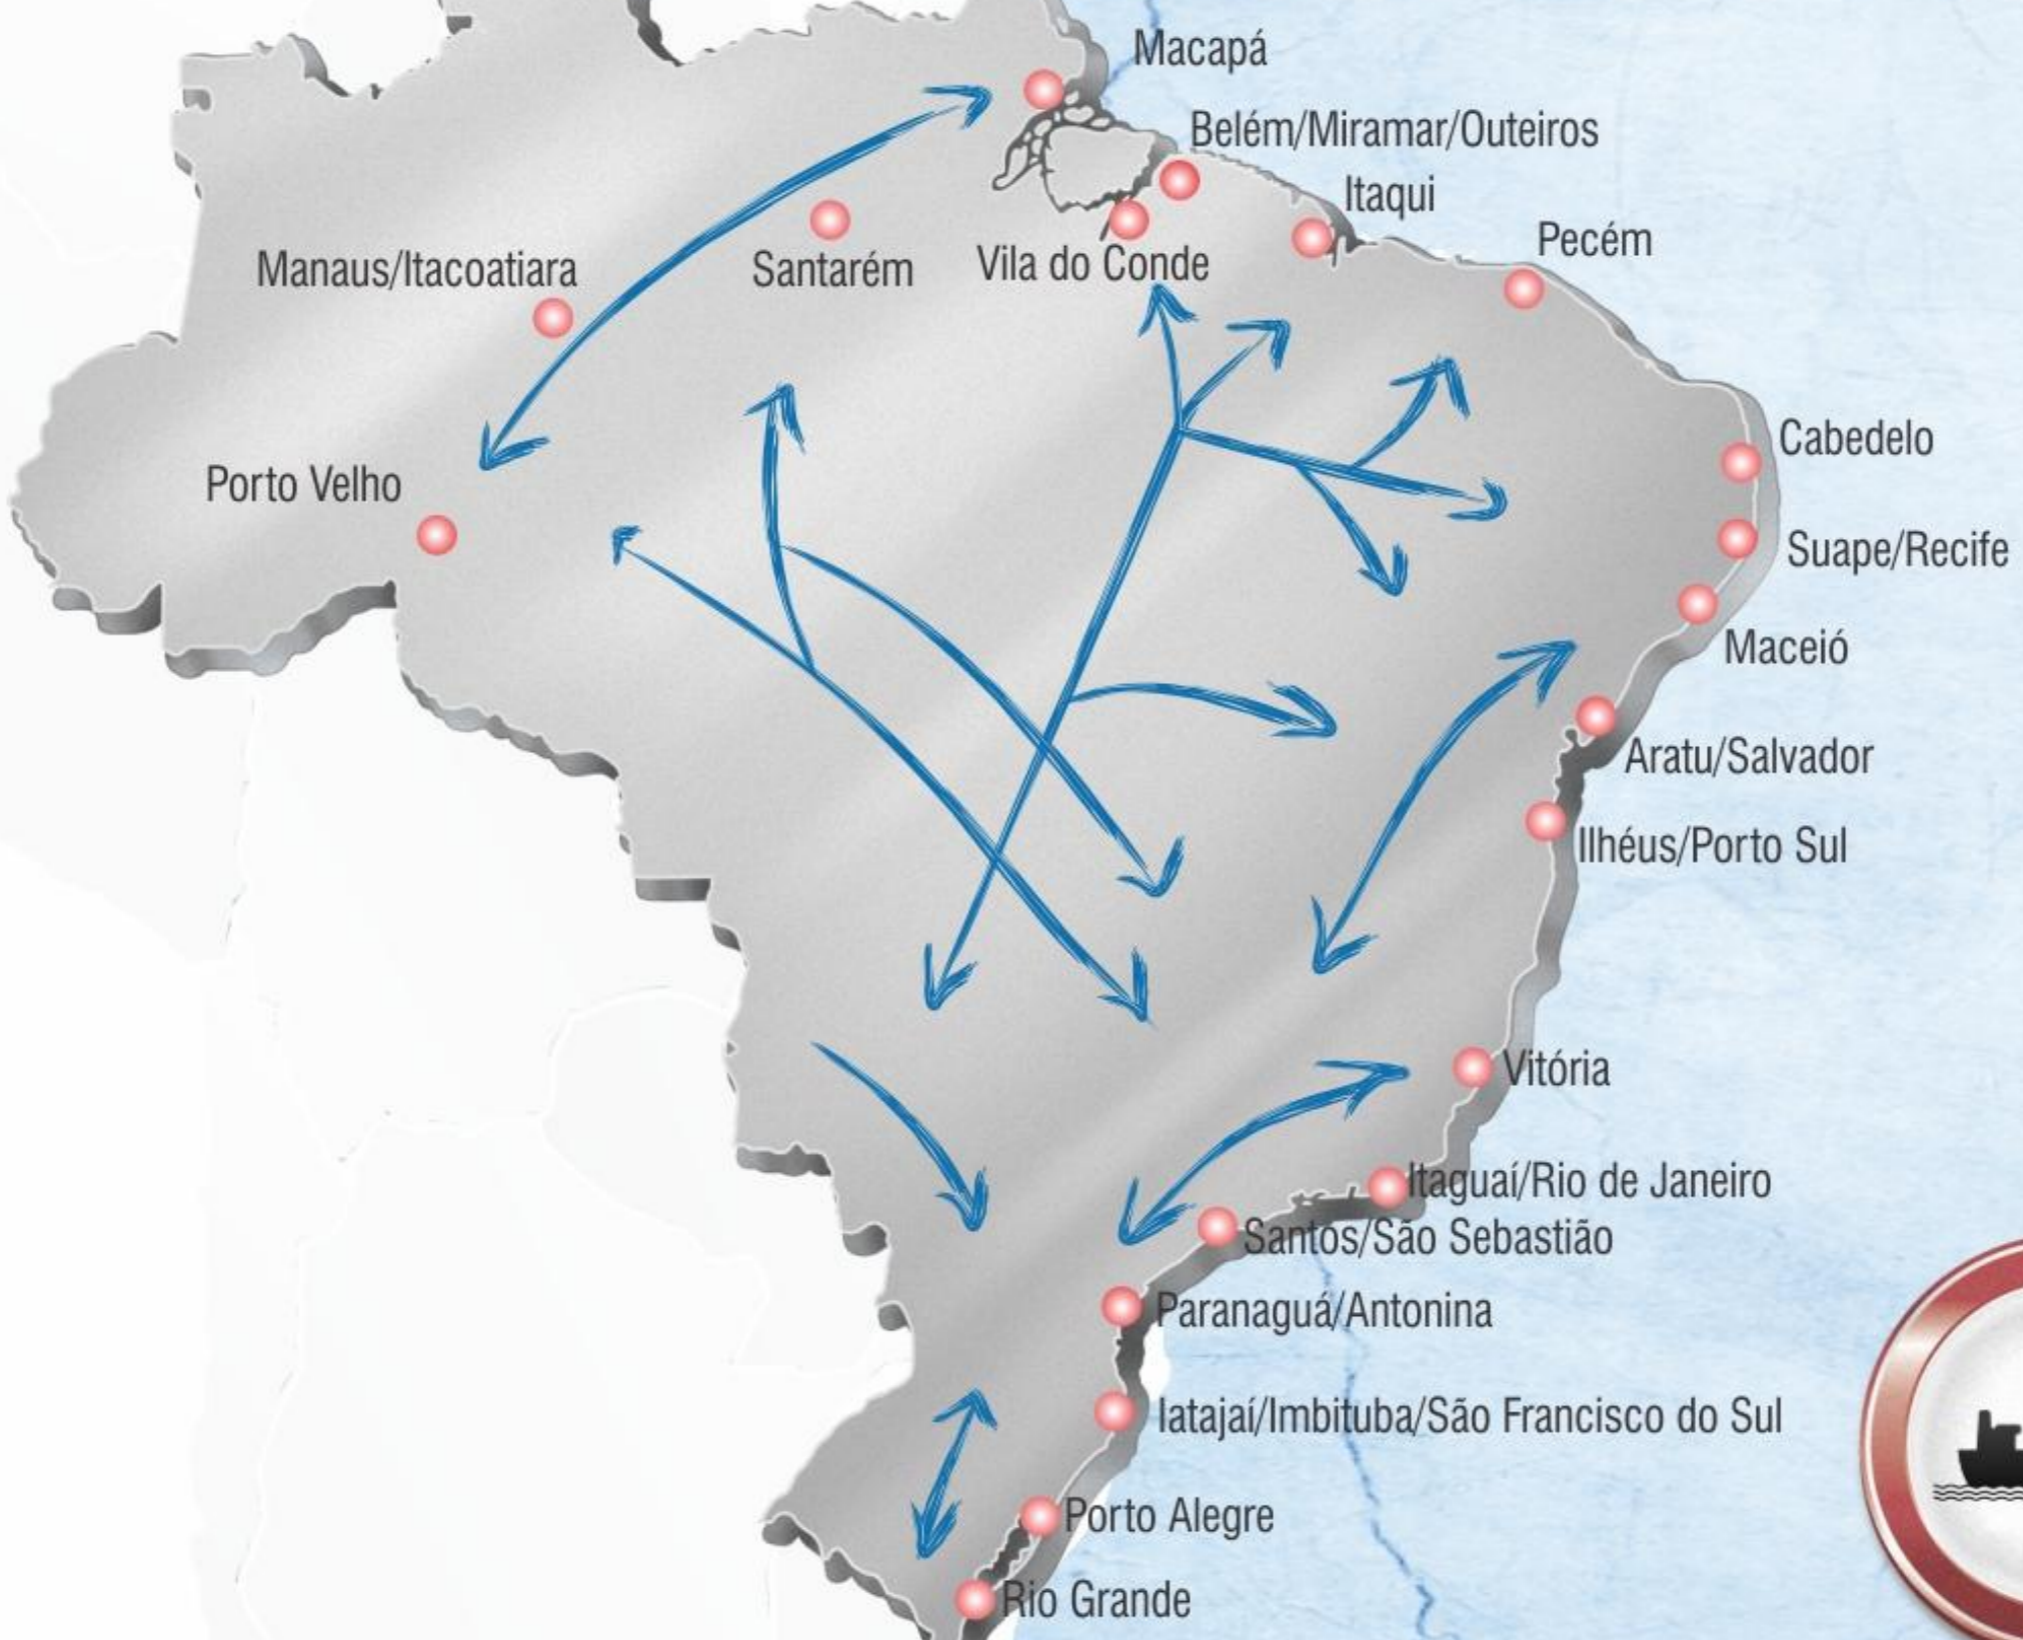 Macapá
Belém/Miramar/Outeiros
Itaqui
Pecém
Manaus/Itacoatiara
Santarém
Vila do Conde
Cabedelo
Porto Velho
Suape/Recife
Maceió
Aratu/Salvador
Ilhéus/Porto Sul
Vitória
Itaguaí/Rio de Janeiro
Santos/São Sebastião
Paranaguá/Antonina
Iatajaí/Imbituba/São Francisco do Sul
Porto Alegre
Rio Grande